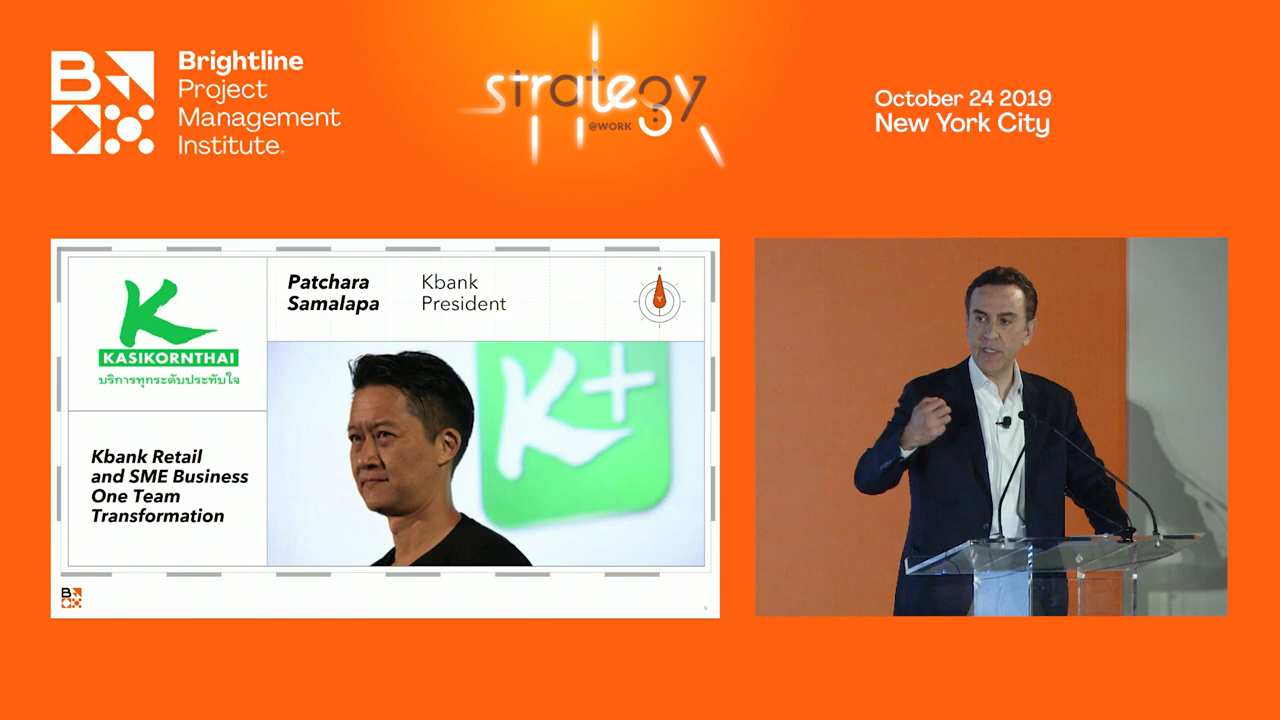 Brightline
Project
Management
Institute.
strategy
@WORK
October 24 2019
New York City
K
KASIKORNTHAI
บริการทุกระดับประทับใจ
Patchara
Samalapa
Kbank
President
K+
Kbank Retail
and SME Business
One Team
Transformation
B
9